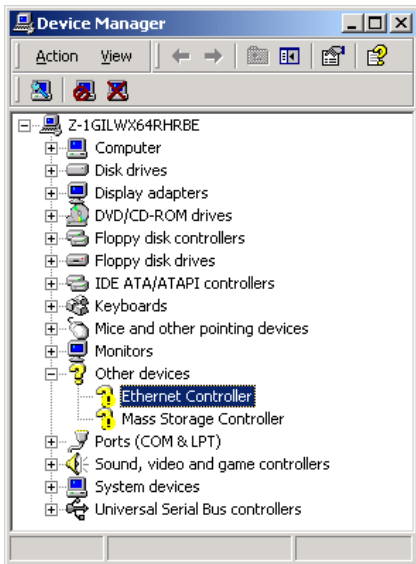 Device Manager
Action View
Z-1GILWX64RHRBE
Computer
Disk drives
Display adapters
DVD/CD-ROM drives
Floppy disk controllers
Floppy disk drives
IDE ATA/ATAPI controllers
Keyboards
Mice and other pointing devices
Monitors
Other devices
Ethernet Controller
Mass Storage Controller
Ports (COM & LPT)
Sound, video and game controllers
System devices
Universal Serial Bus controllers